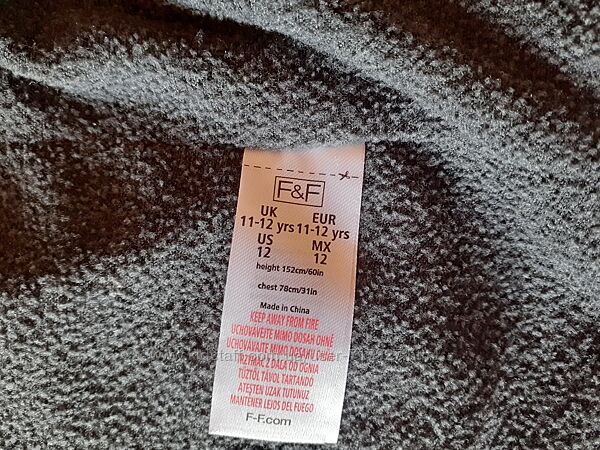 F&F
UK EUR
11-12 yrs 11-12 yrs
US MX
12 12
height 152cm/60in
chest 78cm/31in
Made in China
KEEP AWAY FROM FIRE
UCHOVÁVEJTE MIMO DOSAH OHNĚ
UCHOVÁVAJTE MIMO DOSAHU OHŇA
TRZYMAĆ Z DALA OD OGNIA
TŰZTŐL TÁVOL TARTANDÓ
ATEŞTEN UZAK TUTUNUZ
MANTENER LEJOS DEL FUEGO
F-F.com